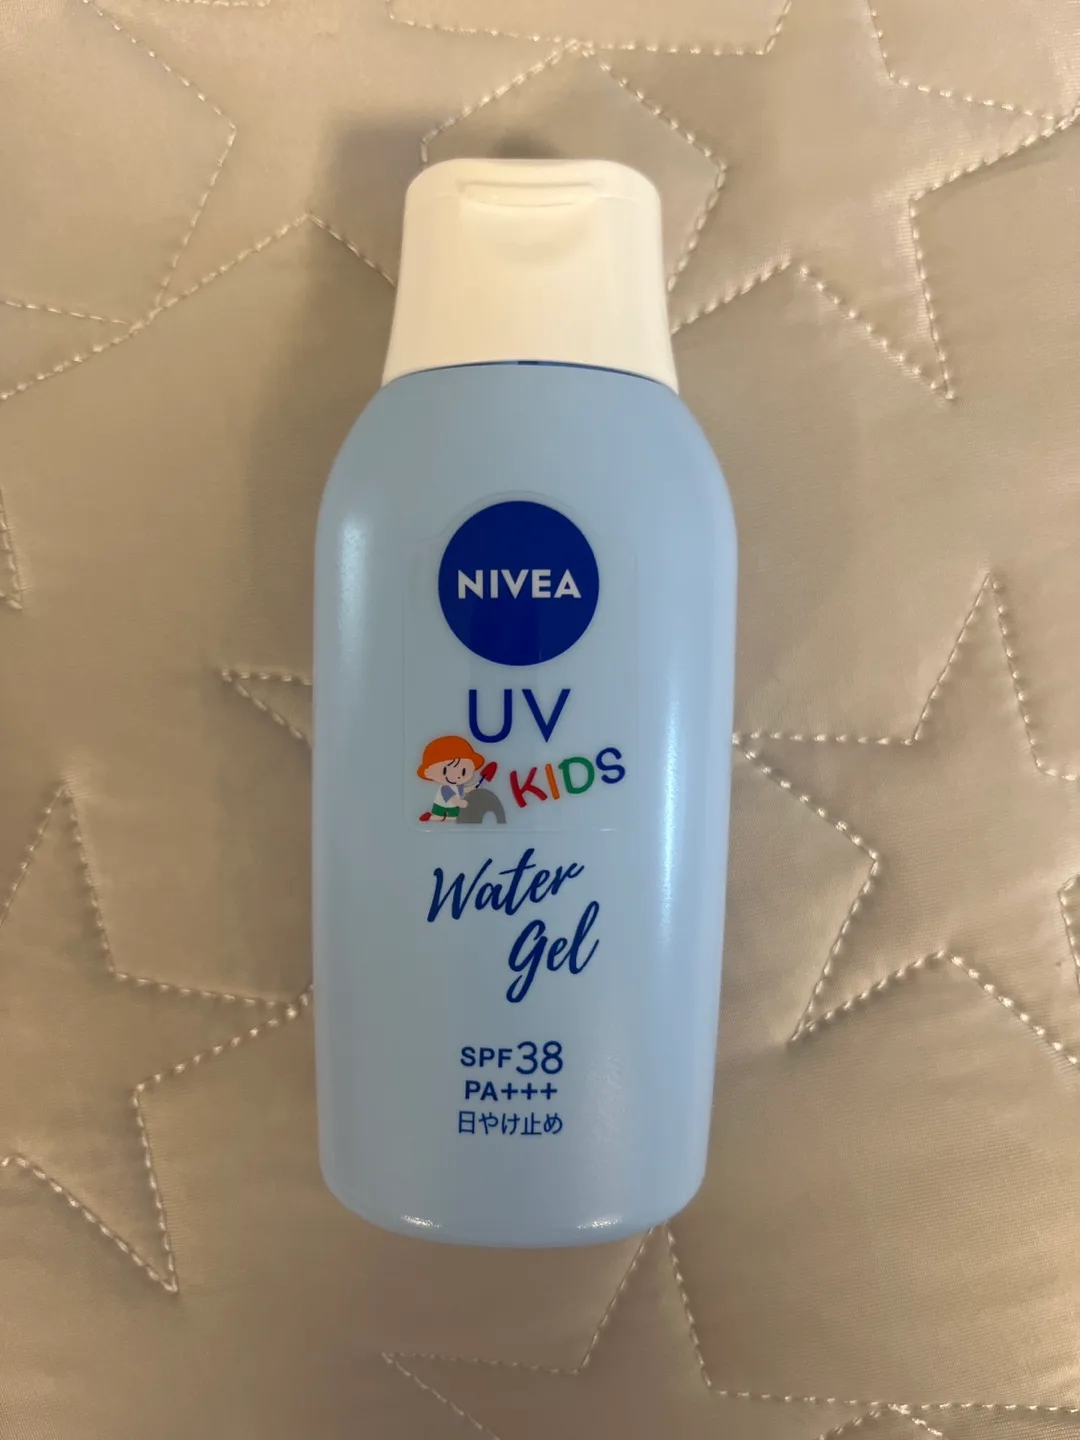 NIVEA
UV
KIDS
Water
Gel
SPF38
PA+++
日やけ止め